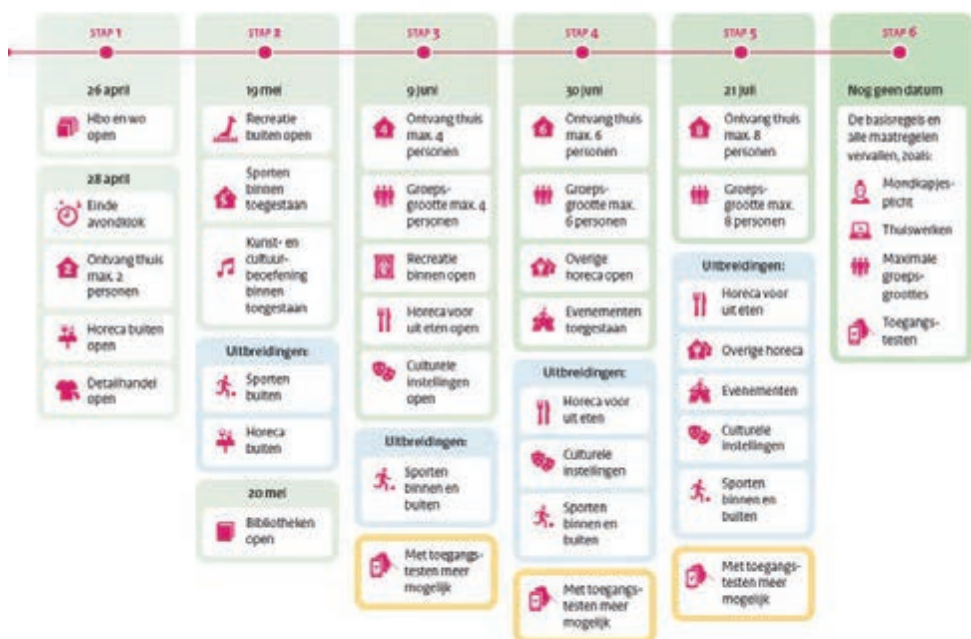 STAP 1
26 april
Hbo en wo
open
28 april
Einde
avondklok
2
Ontvang thuis
max. 2
personen
Horeca buiten
open
Detailhandel
open
STAP 2
19 mei
Recreatie
buiten open
Sporten
binnen
toegestaan
Kunst- en
cultuur-
beoefening
binnen
toegestaan
Uitbreidingen:
Sporten
buiten
Horeca
buiten
20 mei
Bibliotheken
open
STAP 3
9 juni
4
Ontvang thuis
max. 4
personen
Groeps-
grootte max. 4
personen
Recreatie
binnen open
Horeca voor
uit eten open
Culturele
instellingen
open
Uitbreidingen:
Sporten
binnen en
buiten
Met toegangs-
testen meer
mogelijk
STAP 4
30 juni
6
Ontvang thuis
max. 6
personen
Groeps-
grootte max.
6 personen
Overige
horeca open
Evenementen
toegestaan
Uitbreidingen:
Horeca voor
uit eten
Culturele
instellingen
Sporten
binnen en
buiten
Met toegangs-
testen meer
mogelijk
STAP 5
21 juli
8
Ontvang thuis
max. 8
personen
Groeps-
grootte max.
8 personen
Uitbreidingen:
Horeca voor
uit eten
Overige horeca
Evenementen
Culturele
instellingen
Sporten
binnen en
buiten
Met toegangs-
testen meer
mogelijk
STAP 6
Nog geen datum
De basisregels en
alle maatregelen
vervallen, zoals:
Mondkapjes-
plicht
Thuiswerken
Maximale
groeps-
groottes
Toegangs-
testen